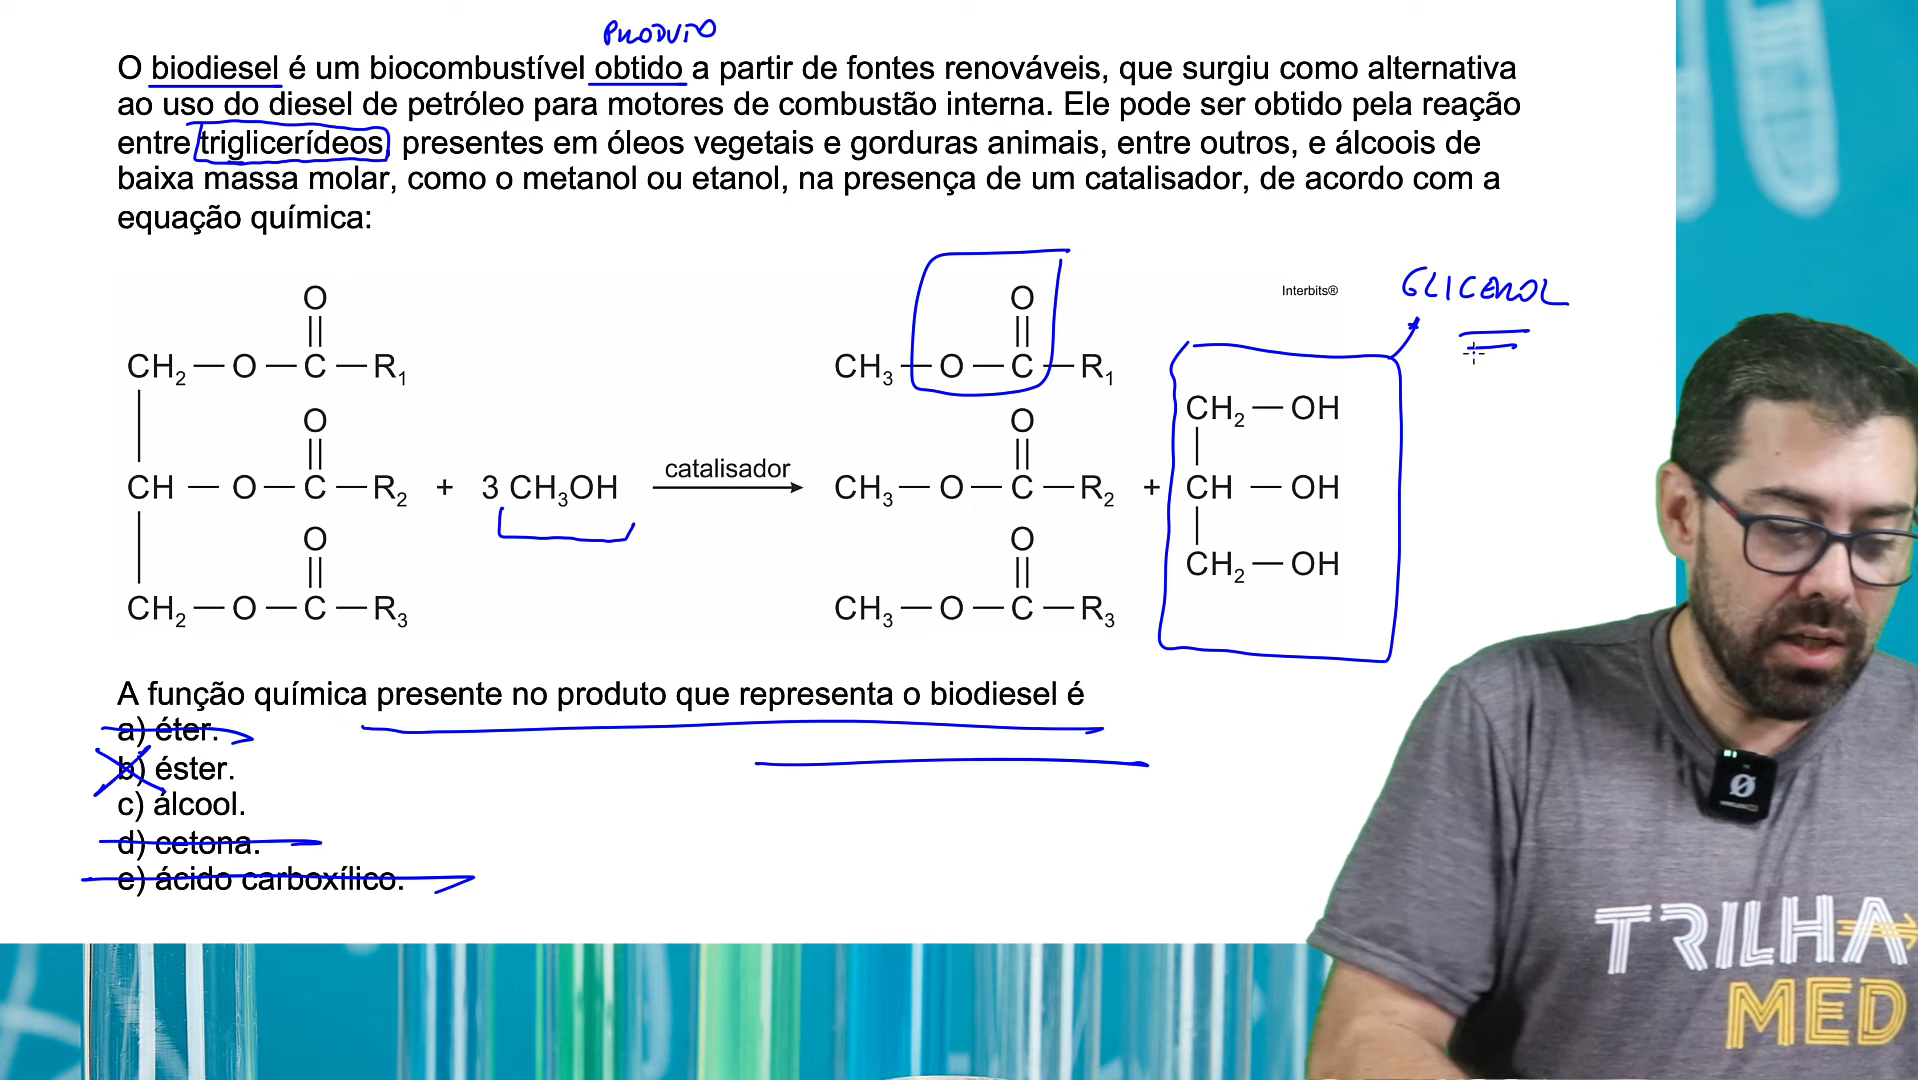 PRODUTO
O biodiesel é um biocombustível obtido a partir de fontes renováveis, que surgiu como alternativa
ao uso do diesel de petróleo para motores de combustão interna. Ele pode ser obtido pela reação
entre triglicerídeos, presentes em óleos vegetais e gorduras animais, entre outros, e álcoois de
baixa massa molar, como o metanol ou etanol, na presença de um catalisador, de acordo com a
equação química:
GLICEROL
Interbits®
O O
|| ||
CH₂ — O — C — R₁ CH₃ — O — C — R₁
O O CH₂ — OH
|| ||
CH — O — C — R₂ + 3 CH₃OH catalisador CH₃ — O — C — R₂ + CH — OH
O O
|| || CH₂ — OH
CH₂ — O — C — R₃ CH₃ — O — C — R₃
A função química presente no produto que representa o biodiesel é
a) éter.
b) éster.
c) álcool.
d) cetona.
e) ácido carboxílico.
TRILHA
MED